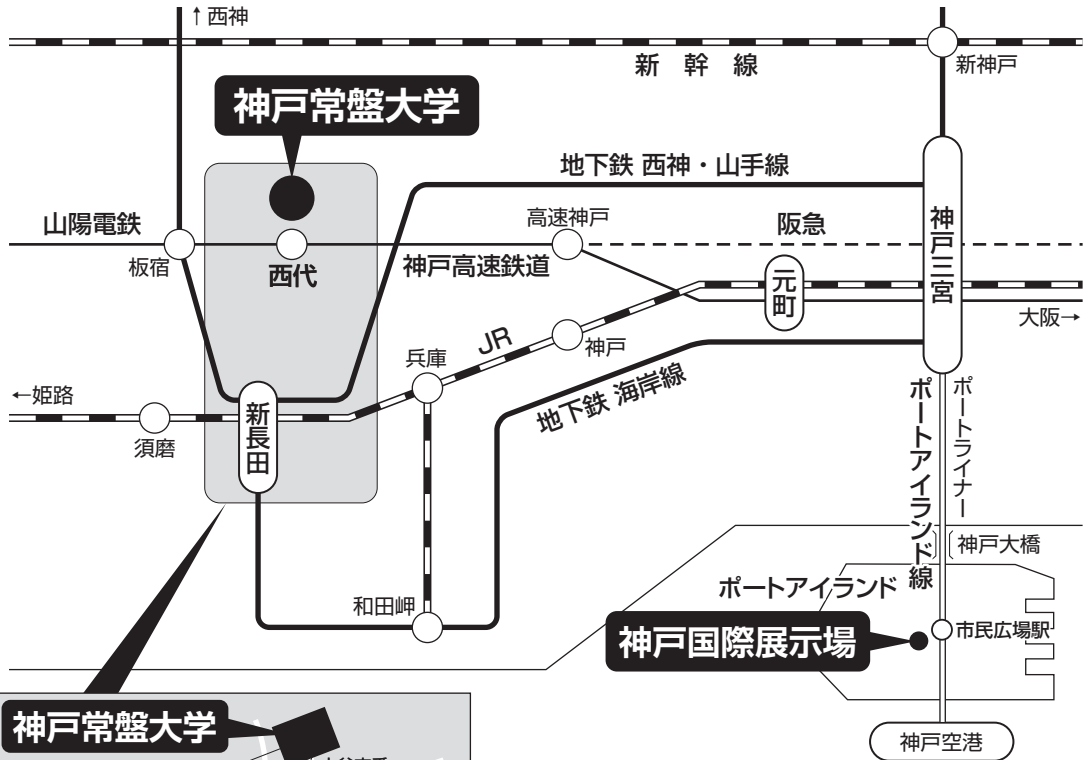 ↑西神
新幹線
新神戸
神戸常盤大学
地下鉄 西神・山手線
山陽電鉄
高速神戸
阪急
神戸三宮
板宿
西代
神戸高速鉄道
元町
大阪→
JR
神戸
兵庫
←姫路
地下鉄 海岸線
新長田
須磨
ポートアイランド線
ポートライナー
神戸大橋
ポートアイランド
和田岬
市民広場駅
神戸国際展示場
神戸常盤大学
神戸空港